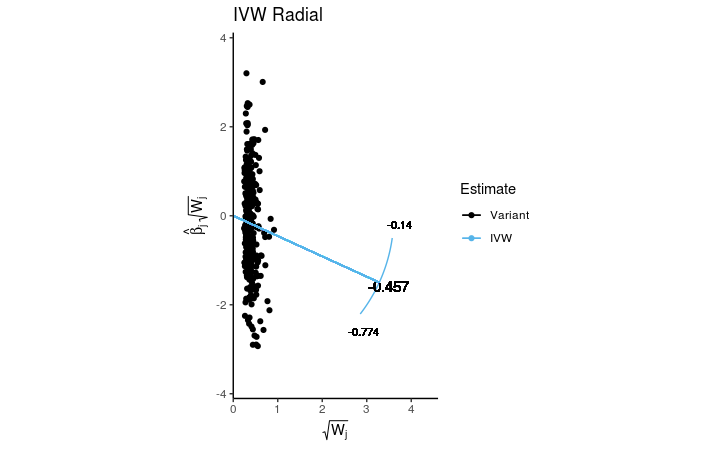 IVW Radial
4
2
0
-2
-4
β̂ⱼ√Wⱼ
0
1
2
3
4
√Wⱼ
-0.14
-0.457
-0.774
Estimate
Variant
IVW